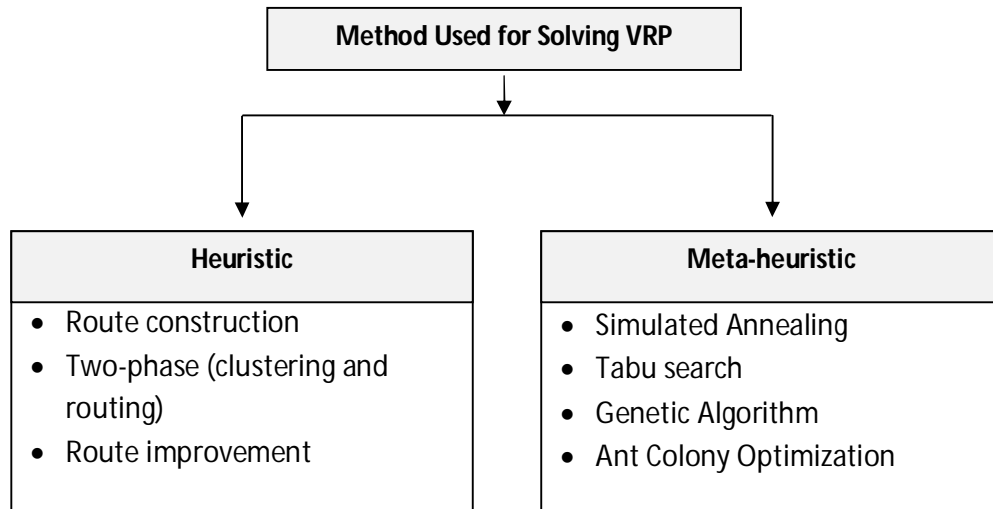 Method Used for Solving VRP
Heuristic
• Route construction
• Two-phase (clustering and
routing)
• Route improvement
Meta-heuristic
• Simulated Annealing
• Tabu search
• Genetic Algorithm
• Ant Colony Optimization